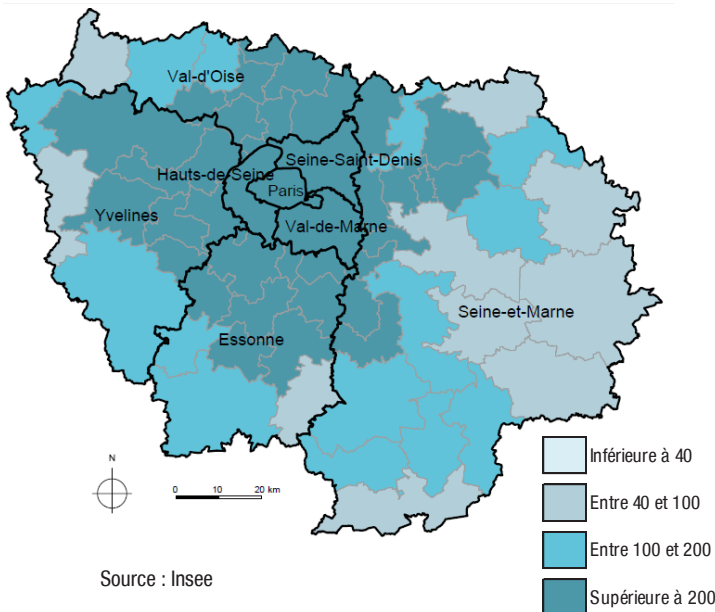 Val-d'Oise
Seine-Saint-Denis
Hauts-de-Seine
Paris
Yvelines
Val-de-Marne
Seine-et-Marne
Essonne
N
0 10 20 km
Inférieure à 40
Entre 40 et 100
Entre 100 et 200
Supérieure à 200
Source : Insee